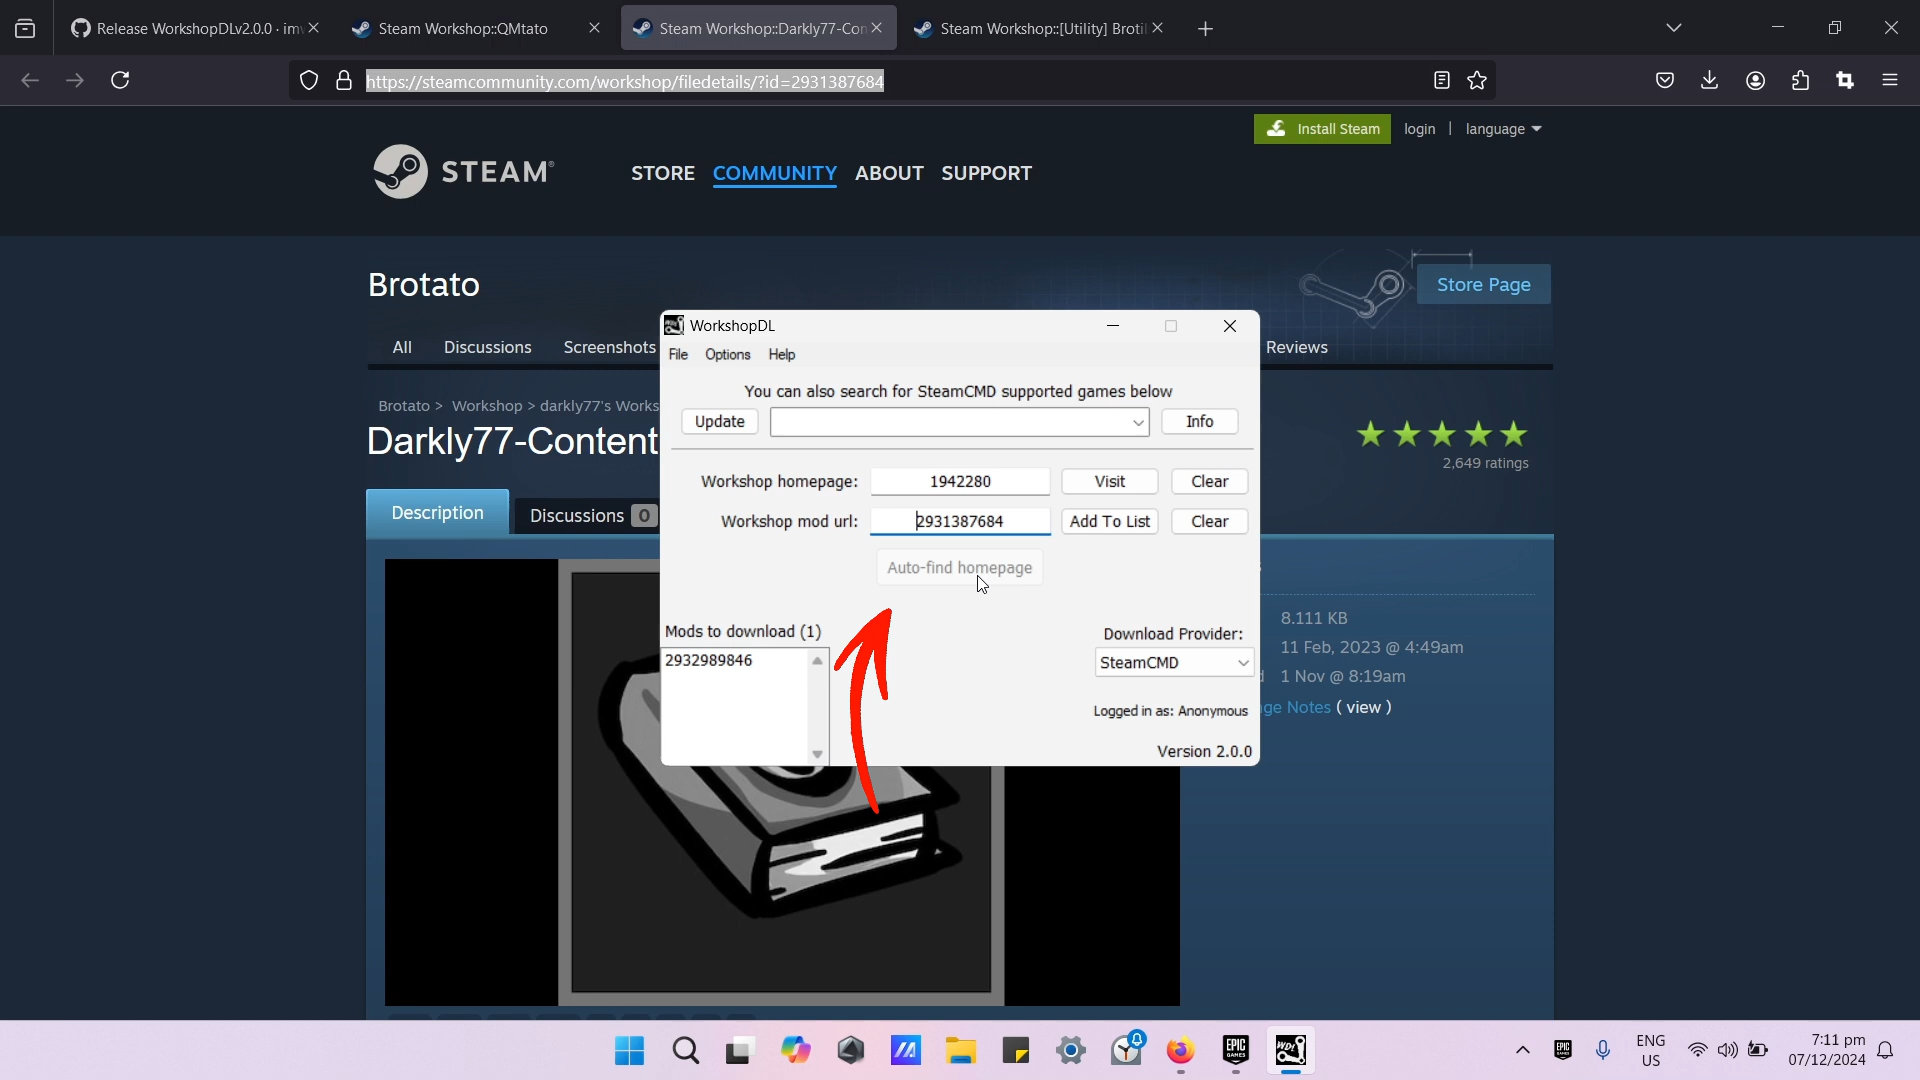 Release WorkshopDLv2.0.0 · imw
Steam Workshop::QMtato
Steam Workshop::Darkly77-Con
Steam Workshop::[Utility] Brotil
https://steamcommunity.com/workshop/filedetails/?id=2931387684
Install Steam
login | language
STEAM®
STORE COMMUNITY ABOUT SUPPORT
Brotato
Store Page
All Discussions Screenshots
Reviews
Brotato > Workshop > darkly77's Works
Darkly77-Content
2,649 ratings
Description
Discussions 0
8.111 KB
11 Feb, 2023 @ 4:49am
1 Nov @ 8:19am
ge Notes ( view )
WorkshopDL
File Options Help
You can also search for SteamCMD supported games below
Update
Info
Workshop homepage: 1942280 Visit Clear
Workshop mod url: 2931387684 Add To List Clear
Auto-find homepage
Mods to download (1)
2932989846
Download Provider:
SteamCMD
Logged in as: Anonymous
Version 2.0.0
EPIC GAMES
WD!
ENG
US
7:11 pm
07/12/2024